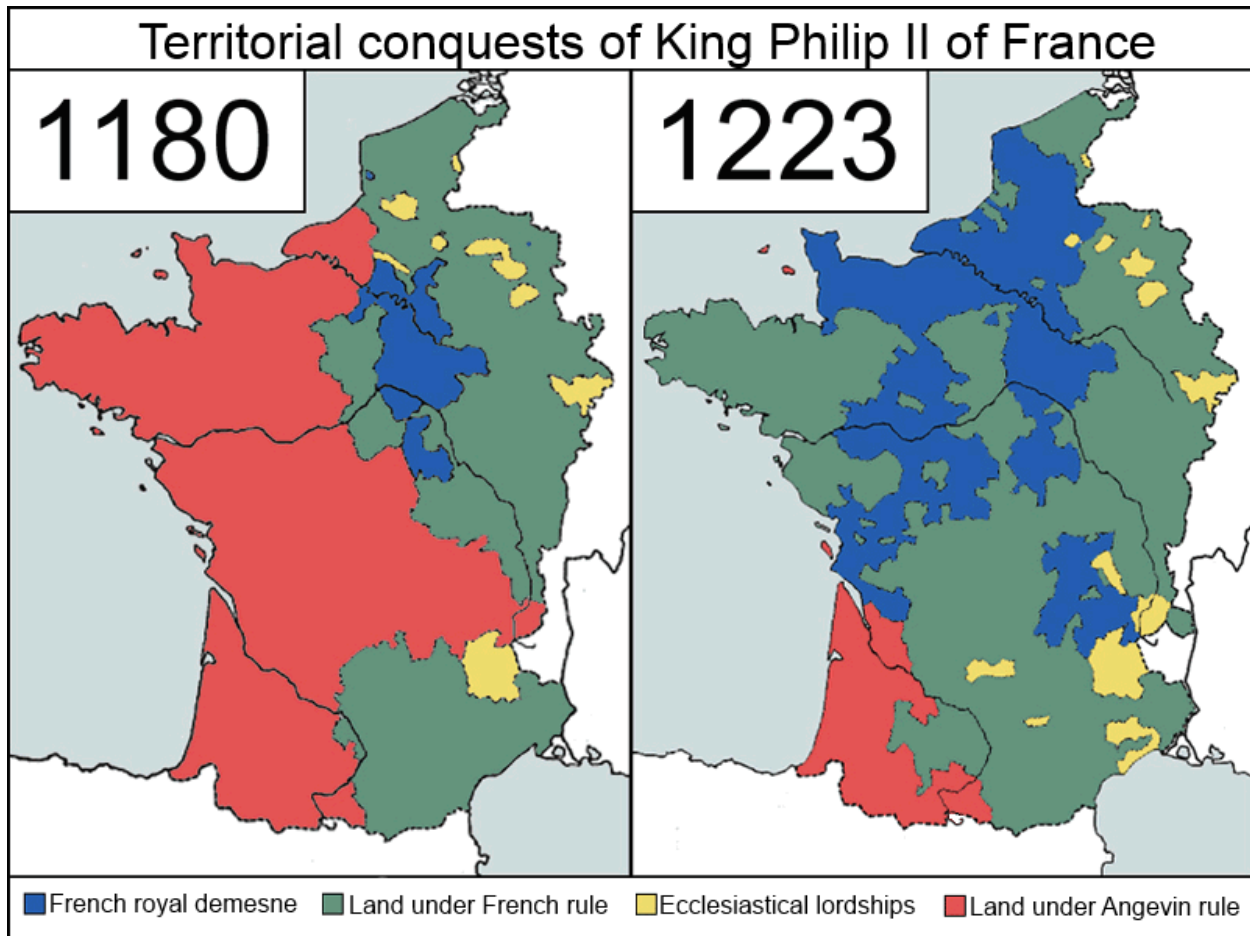 Territorial conquests of King Philip II of France
1180
1223
French royal demesne
Land under French rule
Ecclesiastical lordships
Land under Angevin rule